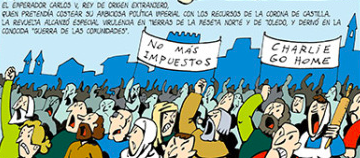 EL EMPERADOR CARLOS V, REY DE ORIGEN EXTRANJERO,
QUIEN PRETENDÍA COSTEAR SU AMBICIOSA POLÍTICA IMPERIAL CON LOS RECURSOS DE LA CORONA DE CASTILLA.
LA REVUELTA ALCANZÓ ESPECIAL VIRULENCIA EN TIERRAS DE LA MESETA NORTE Y DE TOLEDO, Y DERIVÓ EN LA
CONOCIDA "GUERRA DE LAS COMUNIDADES".
NO MÁS
IMPUESTOS
CHARLIE
GO HOME